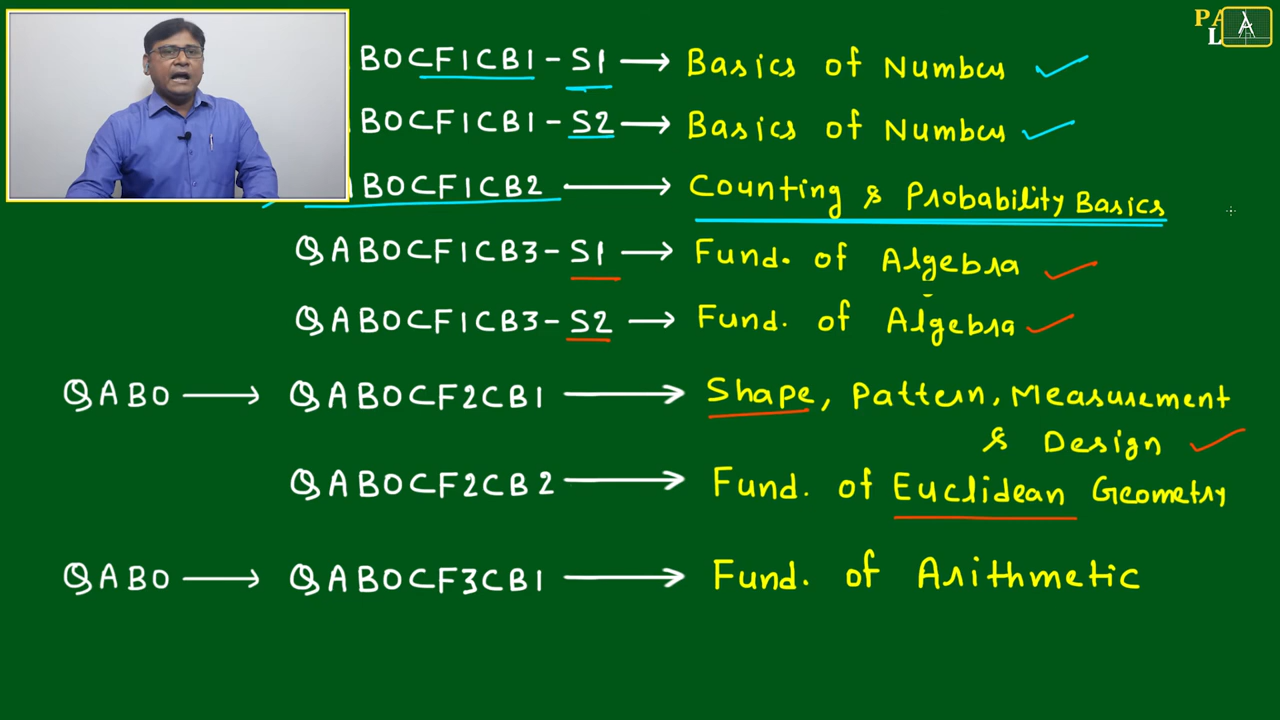 BOCF1CB1-S1 → Basics of Number ✓
BOCF1CB1-S2 → Basics of Number ✓
BOCF1CB2 → Counting & Probability Basics
QABOCF1CB3-S1 → Fund. of Algebra ✓
QABOCF1CB3-S2 → Fund. of Algebra ✓
QABO → QABOCF2CB1 → Shape, Pattern, Measurement
& Design ✓
QABOCF2CB2 → Fund. of Euclidean Geometry
QABO → QABOCF3CB1 → Fund. of Arithmetic